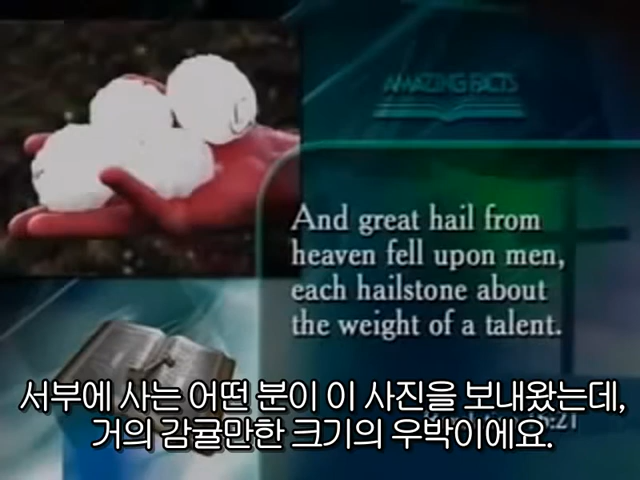 AMAZING FACTS
And great hail from
heaven fell upon men,
each hailstone about
the weight of a talent.
:21
서부에 사는 어떤 분이 이 사진을 보내왔는데,
거의 감귤만한 크기의 우박이에요.